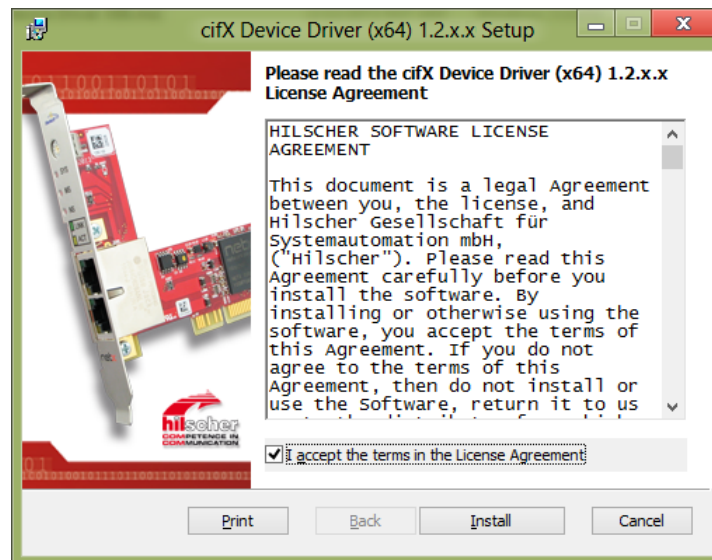 cifX Device Driver (x64) 1.2.x.x Setup
Please read the cifX Device Driver (x64) 1.2.x.x
License Agreement
HILSCHER SOFTWARE LICENSE
AGREEMENT
This document is a legal Agreement
between you, the license, and
Hilscher Gesellschaft für
Systemautomation mbH,
("Hilscher"). Please read this
Agreement carefully before you
install the software. By
installing or otherwise using the
software, you accept the terms of
this Agreement. If you do not
agree to the terms of this
Agreement, then do not install or
use the Software, return it to us
hilscher
COMPETENCE IN
COMMUNICATION
I accept the terms in the License Agreement
Print
Back
Install
Cancel